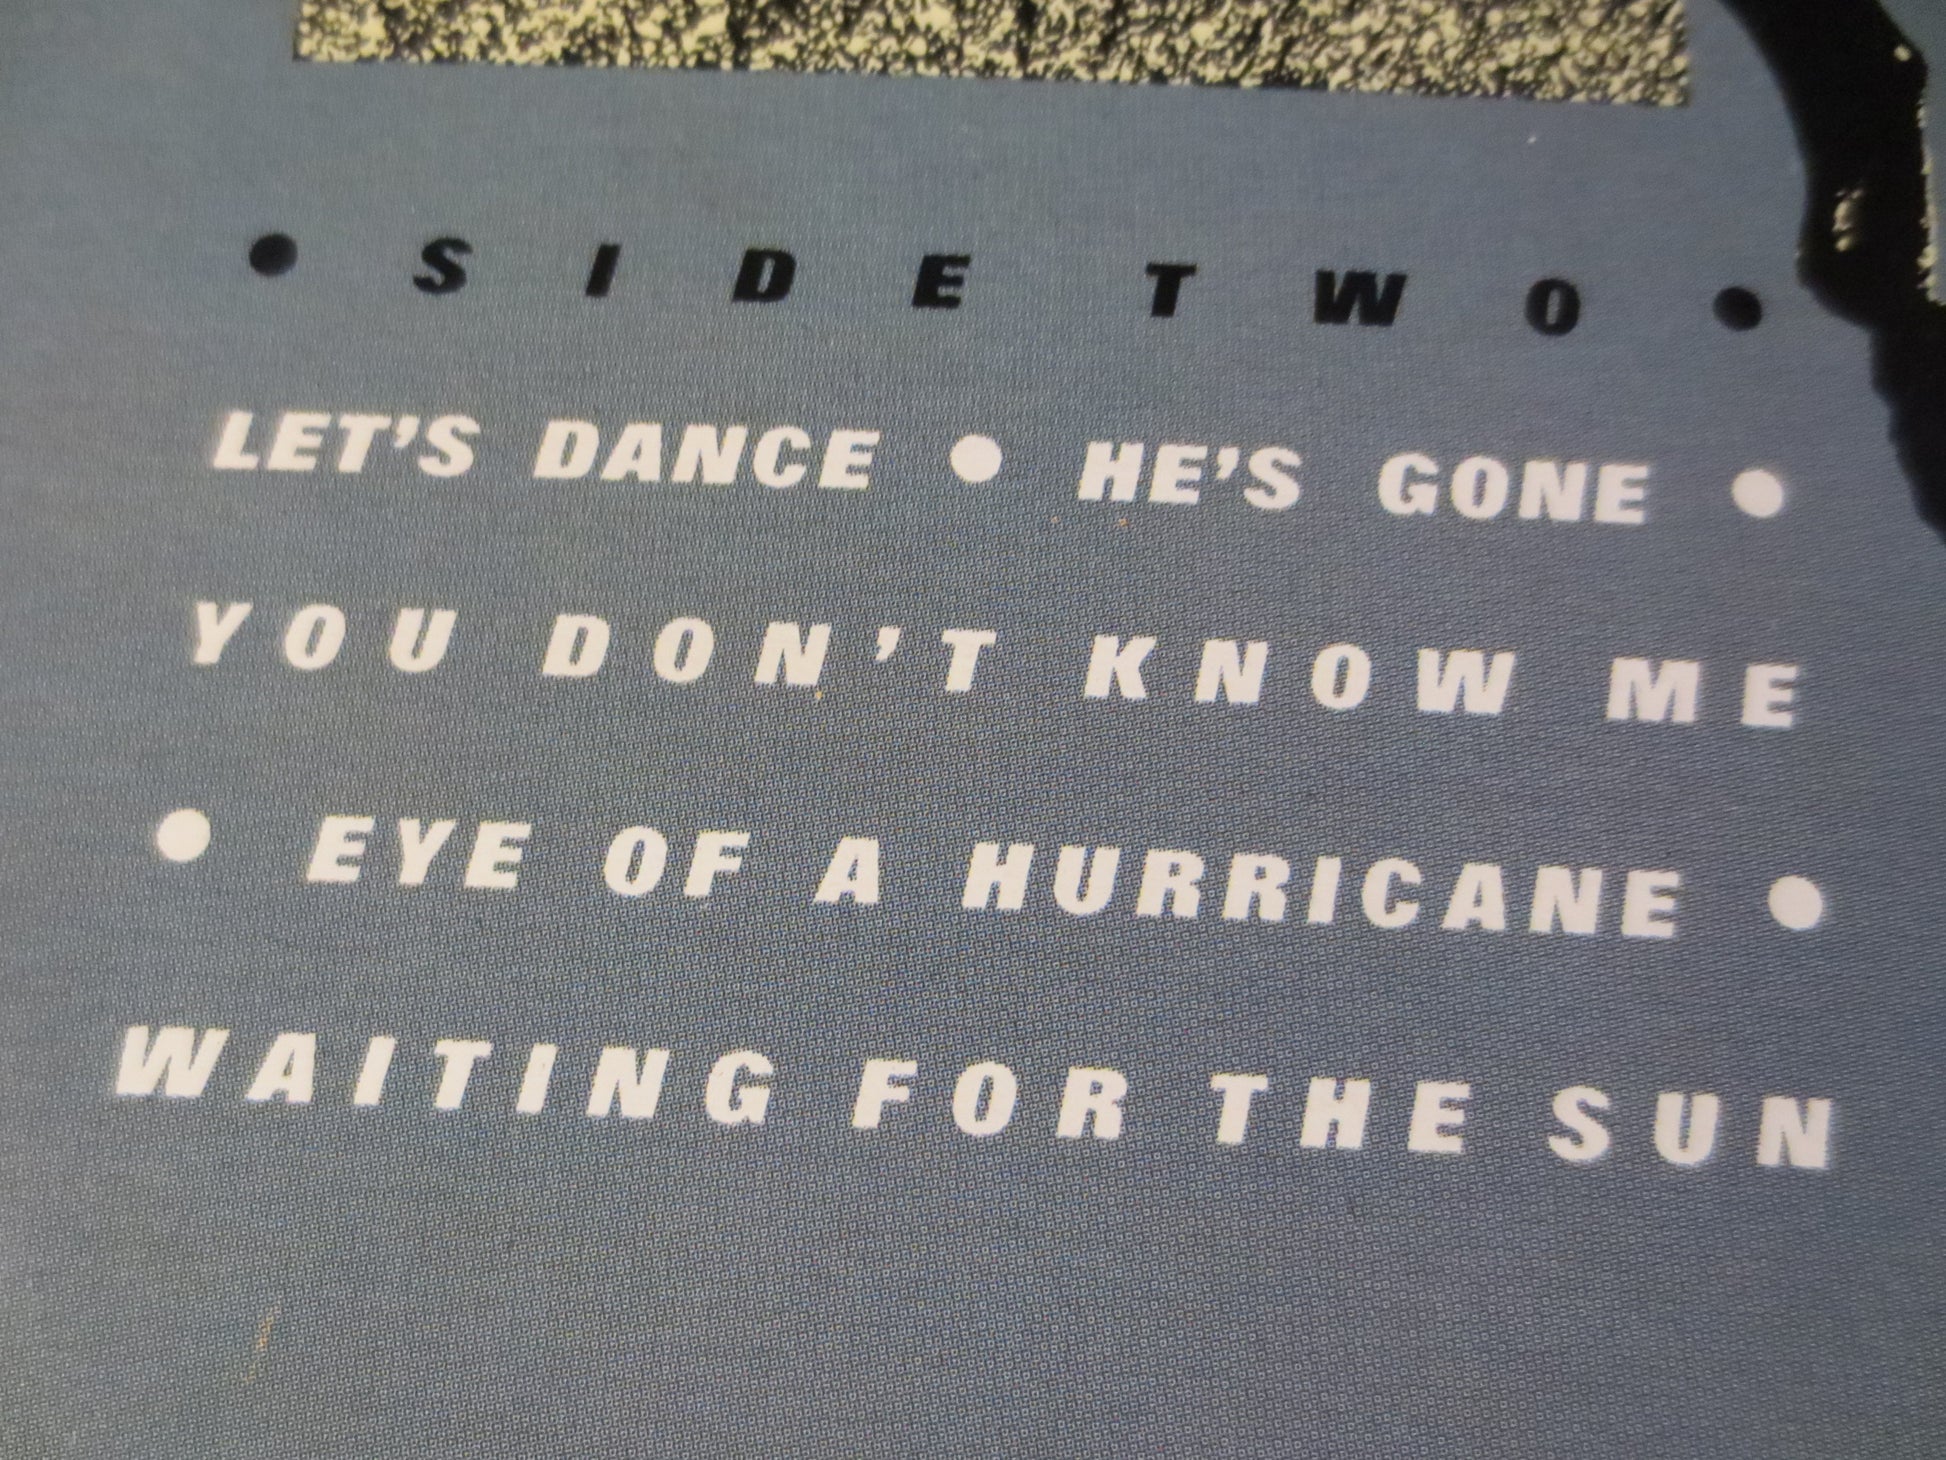 • SIDE TWO •
LET'S DANCE • HE'S GONE •
YOU DON'T KNOW ME
• EYE OF A HURRICANE •
WAITING FOR THE SUN